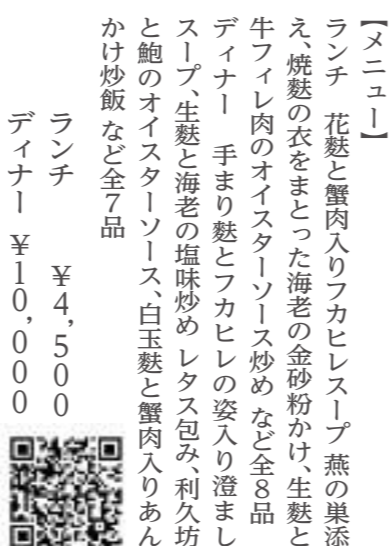 【メニュー】
ランチ　花麩と蟹肉入りフカヒレスープ 燕の巣添
え、焼麩の衣をまとった海老の金砂粉かけ、生麩と
牛フィレ肉のオイスターソース炒め など全８品
ディナー　手まり麩とフカヒレの姿入り澄まし
スープ、生麩と海老の塩味炒め レタス包み、利久坊
と鮑のオイスターソース、白玉麩と蟹肉入りあん
かけ炒飯 など全７品
ランチ　　¥4,500
ディナー ¥10,000